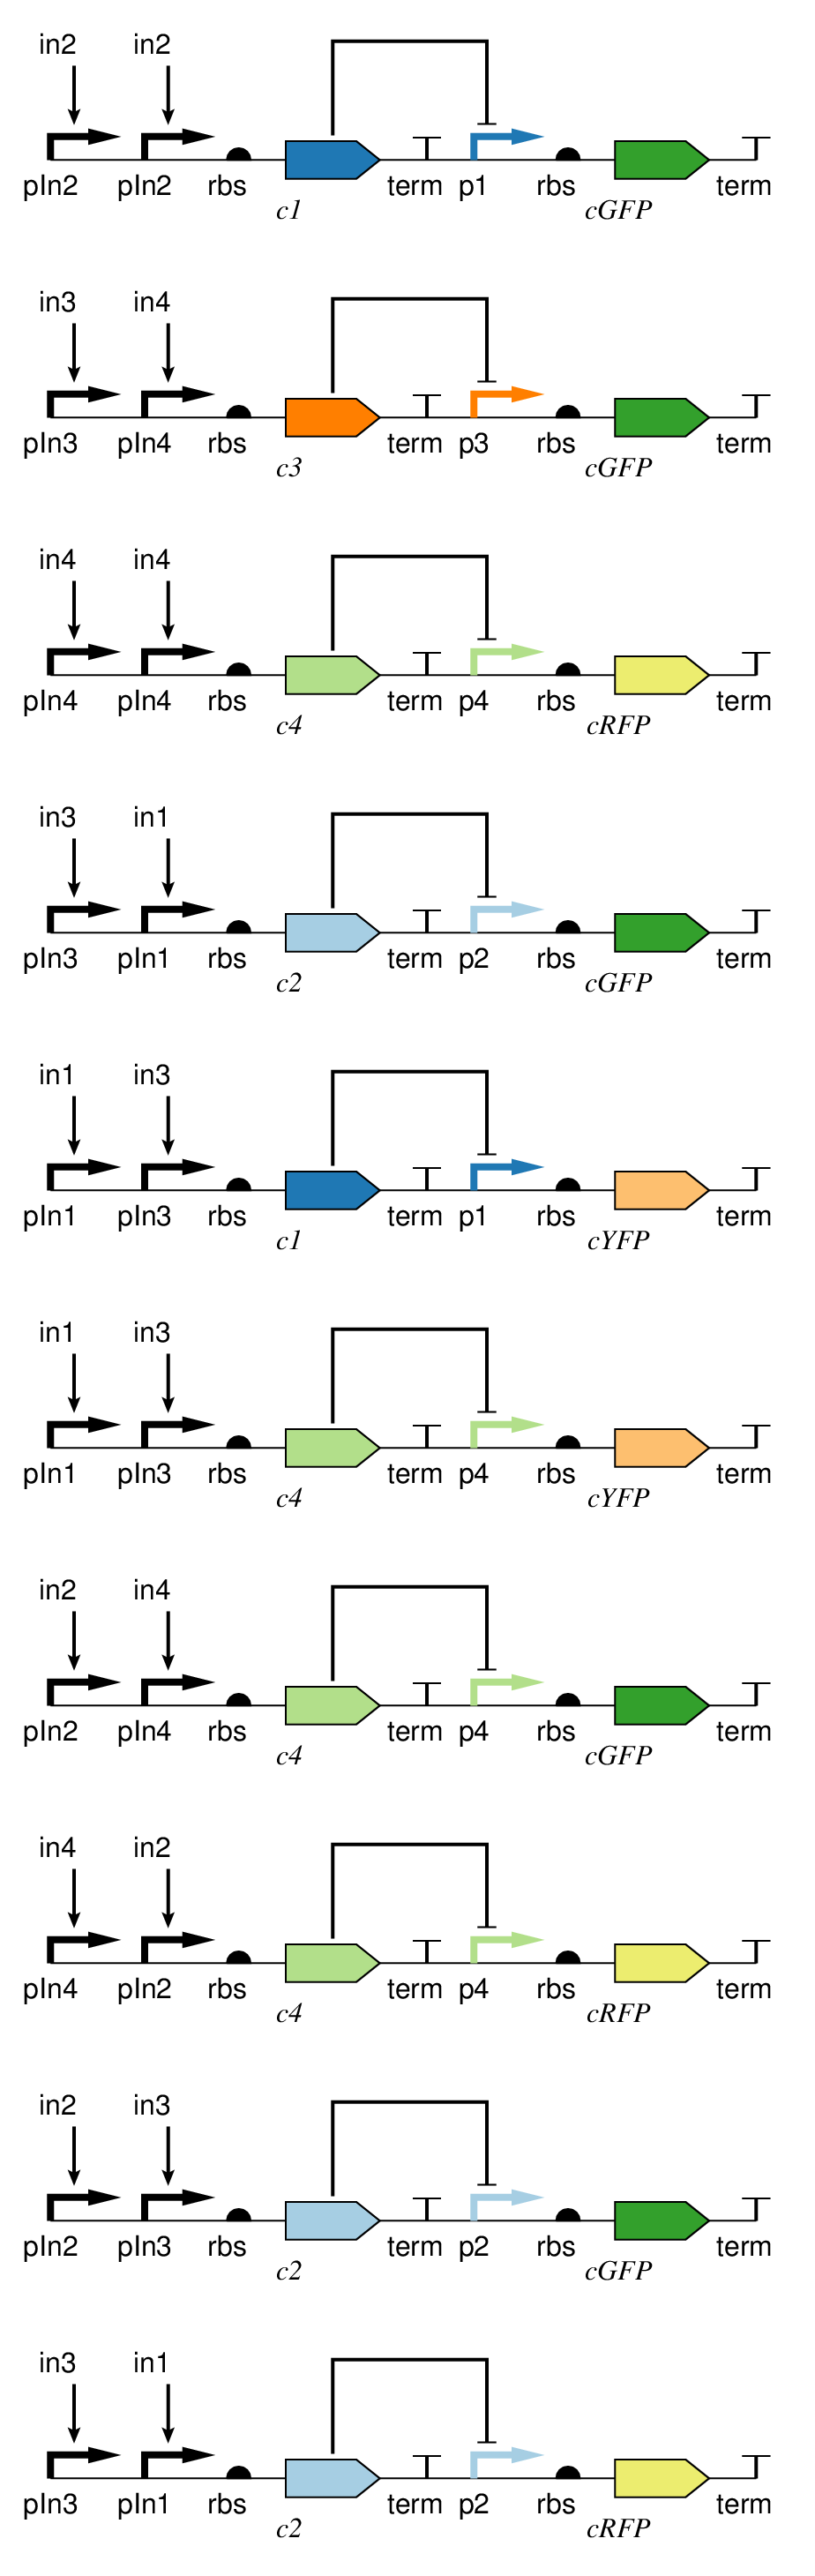 in2 in2
pIn2 pIn2 rbs term p1 rbs term
c1 cGFP
in3 in4
pIn3 pIn4 rbs term p3 rbs term
c3 cGFP
in4 in4
pIn4 pIn4 rbs term p4 rbs term
c4 cRFP
in3 in1
pIn3 pIn1 rbs term p2 rbs term
c2 cGFP
in1 in3
pIn1 pIn3 rbs term p1 rbs term
c1 cYFP
in1 in3
pIn1 pIn3 rbs term p4 rbs term
c4 cYFP
in2 in4
pIn2 pIn4 rbs term p4 rbs term
c4 cGFP
in4 in2
pIn4 pIn2 rbs term p4 rbs term
c4 cRFP
in2 in3
pIn2 pIn3 rbs term p2 rbs term
c2 cGFP
in3 in1
pIn3 pIn1 rbs term p2 rbs term
c2 cRFP